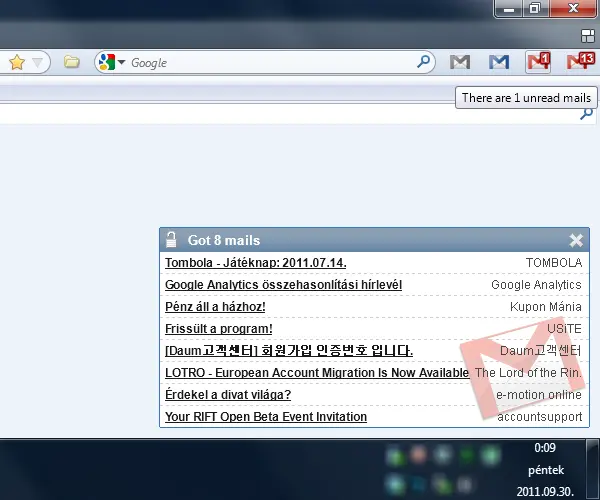 Google
1
13
There are 1 unread mails
Got 8 mails
Tombola - Játéknap: 2011.07.14. TOMBOLA
Google Analytics összehasonlítási hírlevél Google Analytics
Pénz áll a házhoz! Kupon Mánia
Frissült a program! USiTE
[Daum고객센터] 회원가입 인증번호 입니다. Daum고객센터
LOTRO - European Account Migration Is Now Available The Lord of the Rin.
Érdekel a divat világa? e-motion online
Your RIFT Open Beta Event Invitation accountsupport
0:09
péntek
2011.09.30.